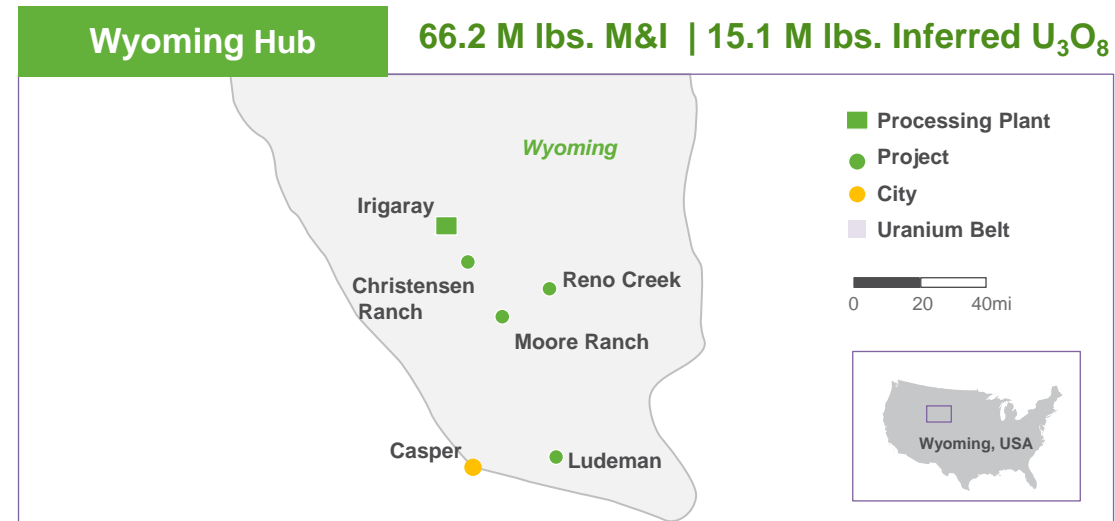 Wyoming Hub
66.2 M lbs. M&I | 15.1 M Lbs. Inferred U₃O₈
Wyoming
Irigaray
Christensen
Ranch
Reno Creek
Moore Ranch
Casper
Ludeman
Processing Plant
Project
City
Uranium Belt
0 20 40mi
Wyoming, USA